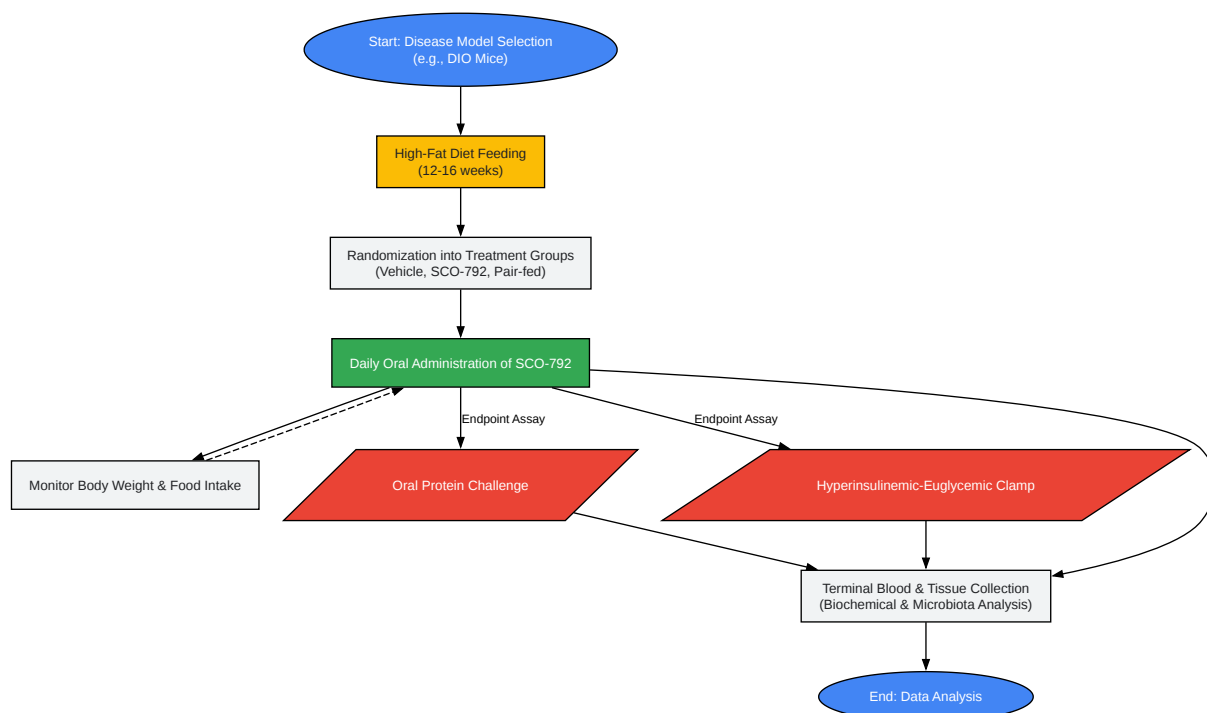 Start: Disease Model Selection
(e.g., DIO Mice)
High-Fat Diet Feeding
(12-16 weeks)
Randomization into Treatment Groups
(Vehicle, SCO-792, Pair-fed)
Daily Oral Administration of SCO-792
Endpoint Assay
Endpoint Assay
Monitor Body Weight & Food Intake
Oral Protein Challenge
Hyperinsulinemic-Euglycemic Clamp
Terminal Blood & Tissue Collection
(Biochemical & Microbiota Analysis)
End: Data Analysis